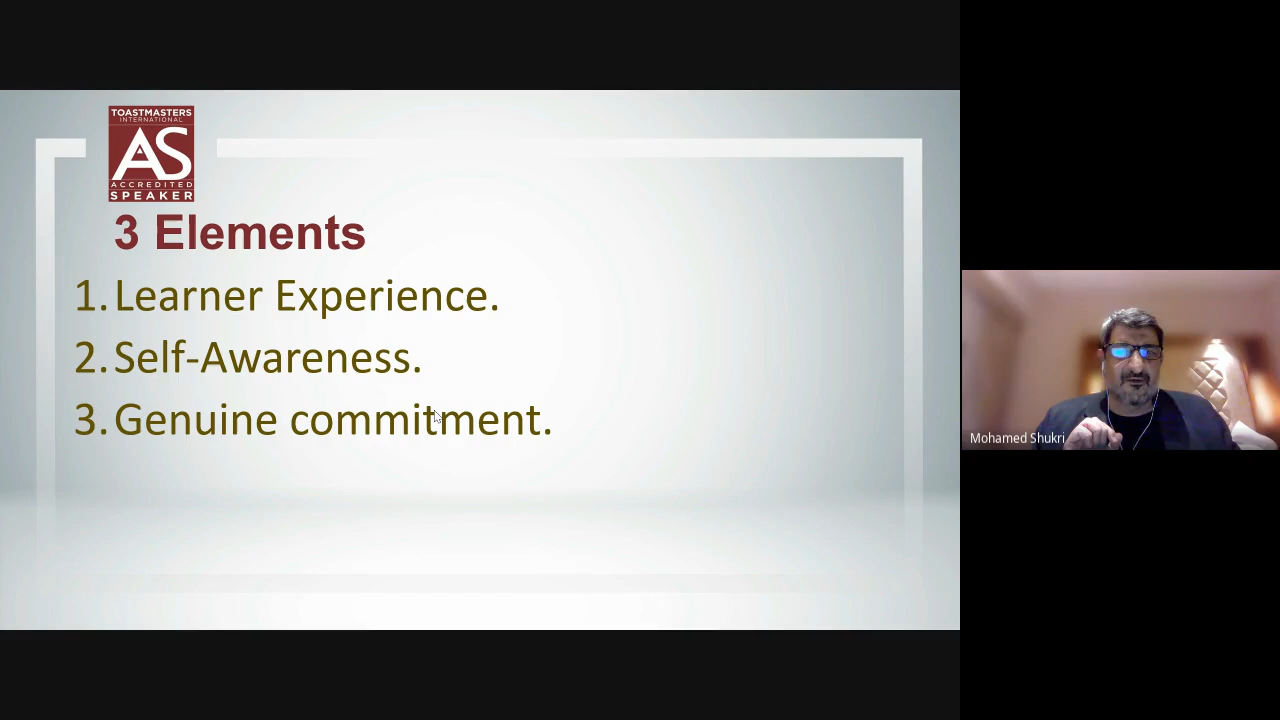 TOASTMASTERS
INTERNATIONAL
AS
ACCREDITED
SPEAKER
3 Elements
1. Learner Experience.
2. Self-Awareness.
3. Genuine commitment.
Mohamed Shukri